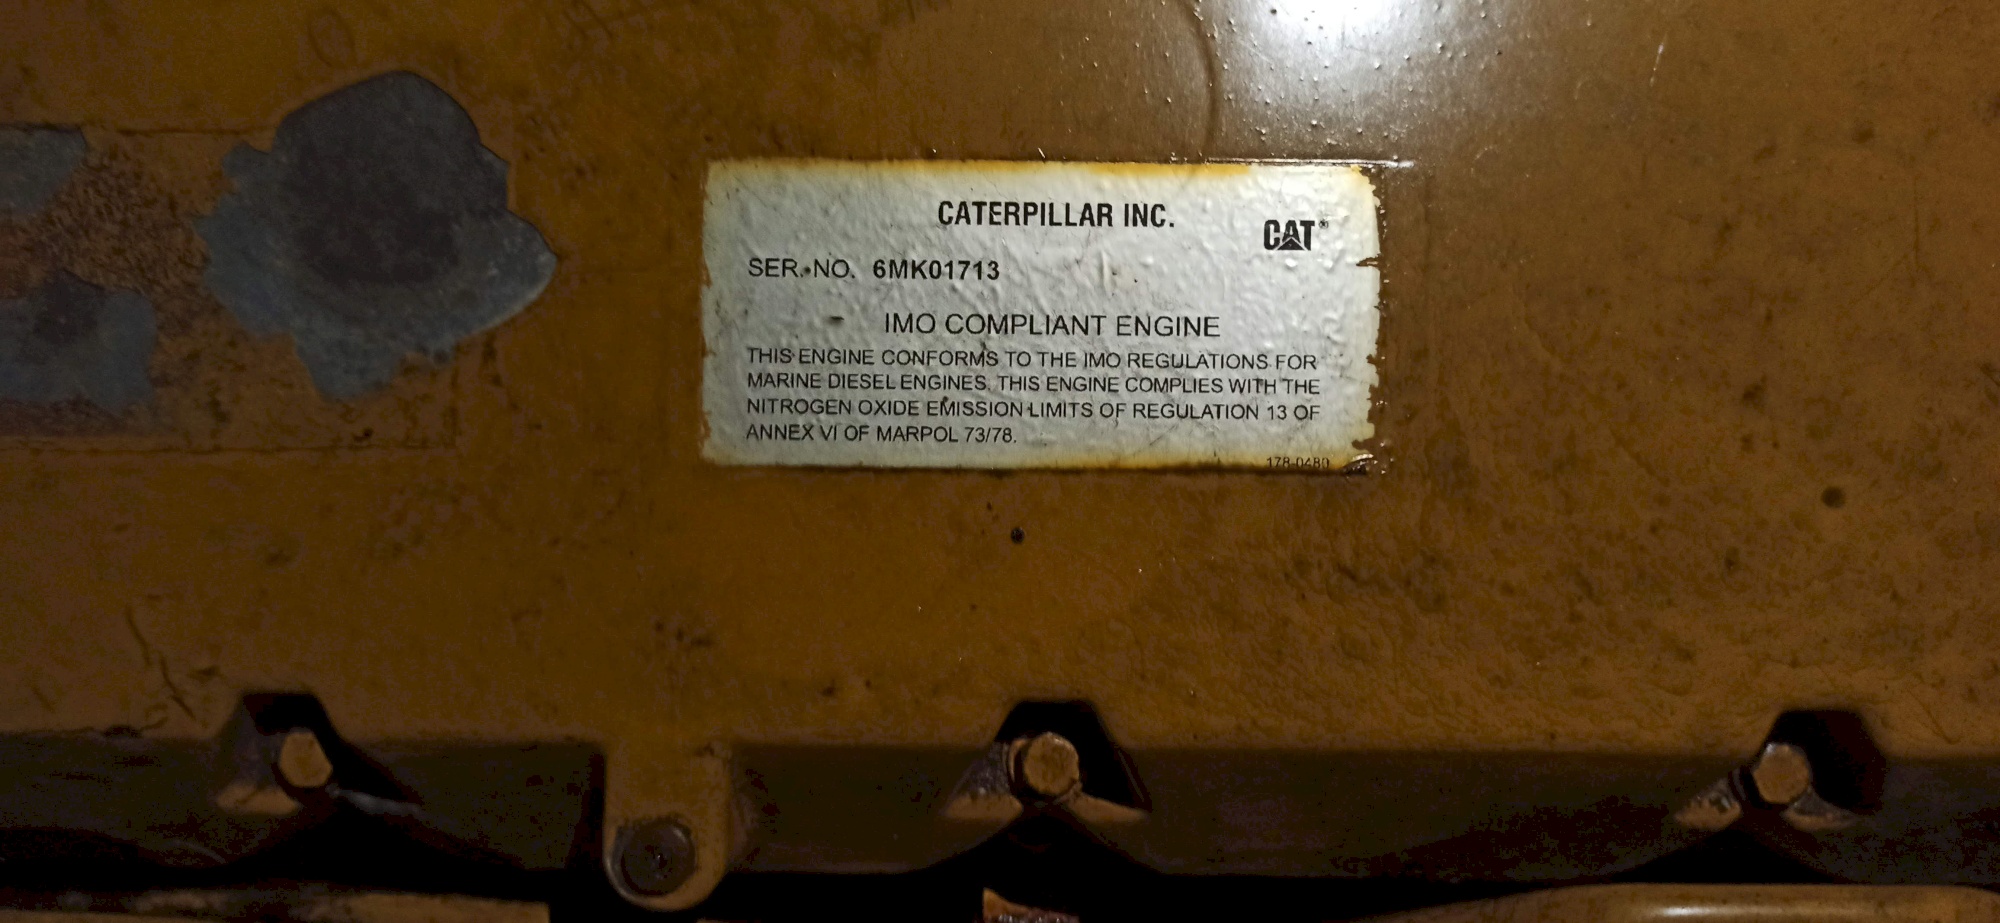 CATERPILLAR INC.
CAT®
SER. NO. 6MK01713
IMO COMPLIANT ENGINE
THIS ENGINE CONFORMS TO THE IMO REGULATIONS FOR
MARINE DIESEL ENGINES. THIS ENGINE COMPLIES WITH THE
NITROGEN OXIDE EMISSION LIMITS OF REGULATION 13 OF
ANNEX VI OF MARPOL 73/78.
178-0480